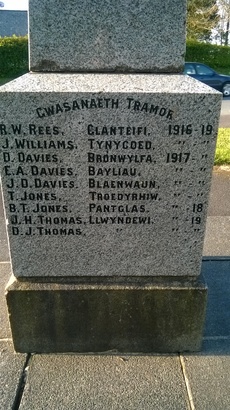 GWASANAETH TRAMOR
R.W. REES, GLANTEIFI, 1916-19
J. WILLIAMS, TYNYCOED, " "
D. DAVIES, BRONWYLFA, 1917- "
E.A. DAVIES, BAYLIAU, " "
J.D. DAVIES, BLAENWAUN, " "
T. JONES, TROEDYRHIW, " "
B.T. JONES, PANTGLAS, " -18
J.H. THOMAS, LLWYNDEWI, " -19
D.J. THOMAS, " " "